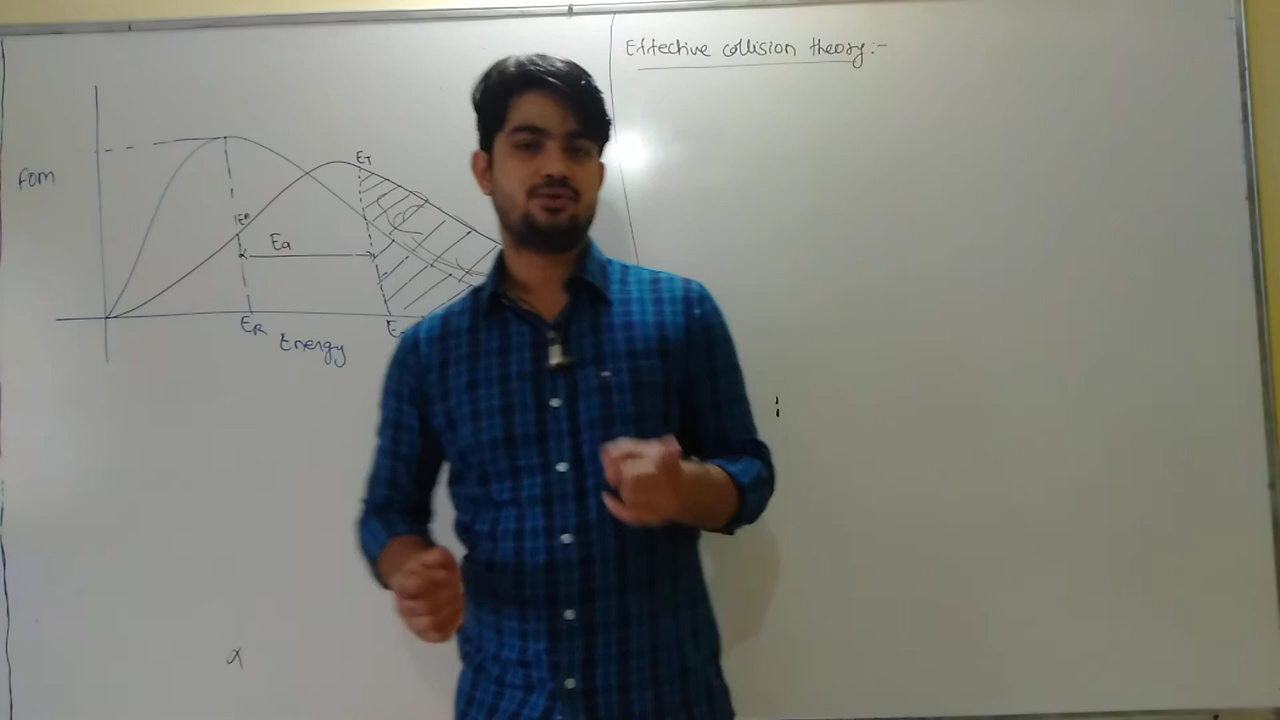 Effective collision theory:-
fom
ET
ER
Ea
ER
Energy
α